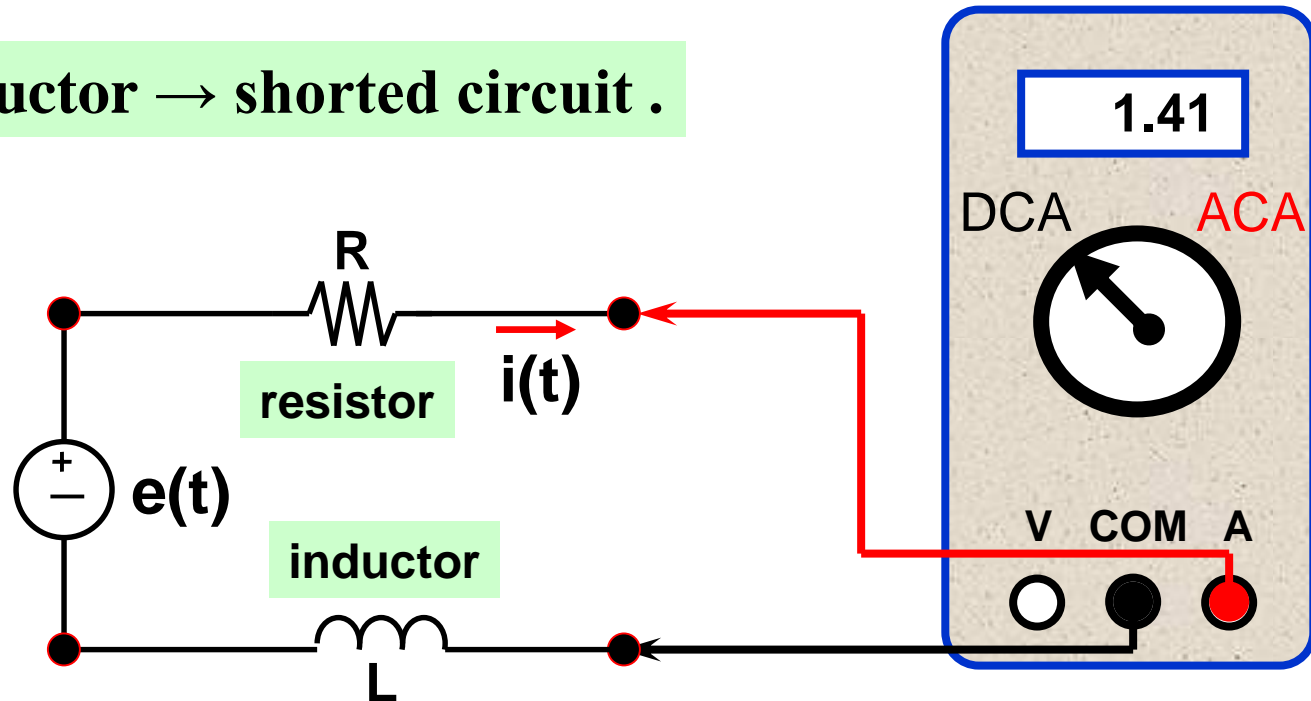 uctor → shorted circuit .
1.41
DCA ACA
R
i(t)
resistor
+
e(t)
V COM A
inductor
L